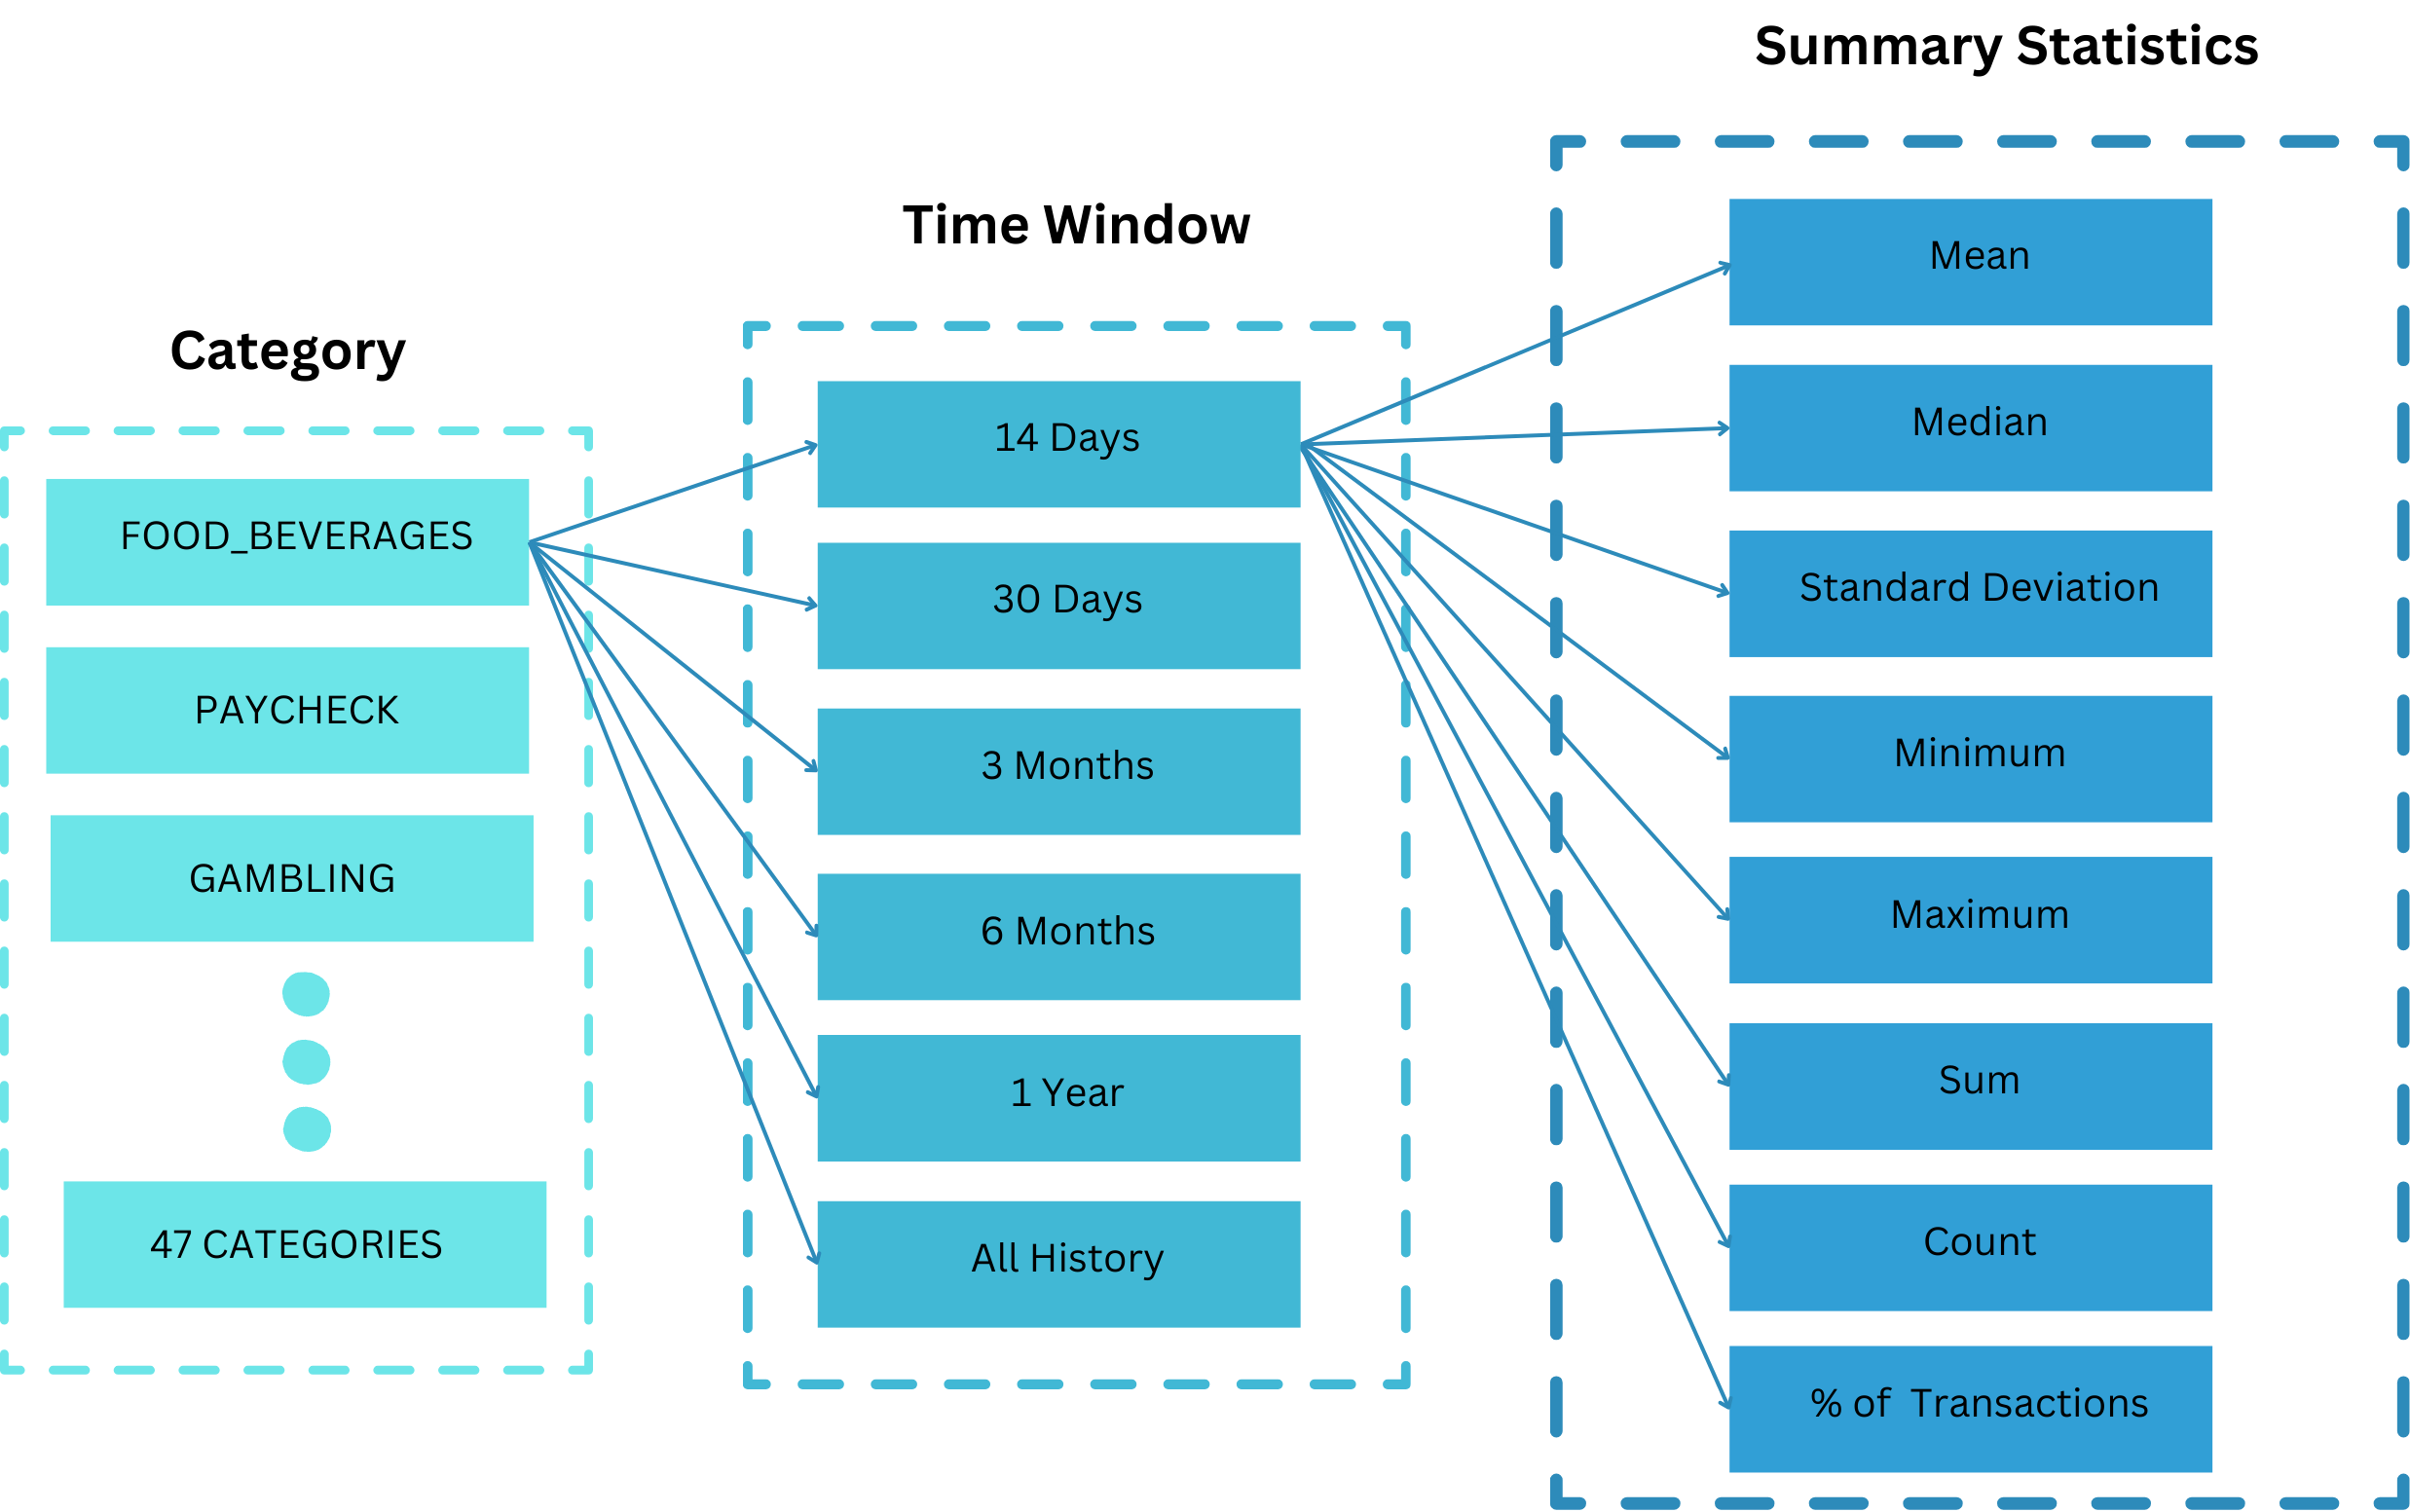 Category
FOOD_BEVERAGES
PAYCHECK
GAMBLING
47 CATEGORIES
Time Window
14 Days
30 Days
3 Months
6 Months
1 Year
All History
Summary Statistics
Mean
Median
Standard Deviation
Minimum
Maximum
Sum
Count
% of Transactions